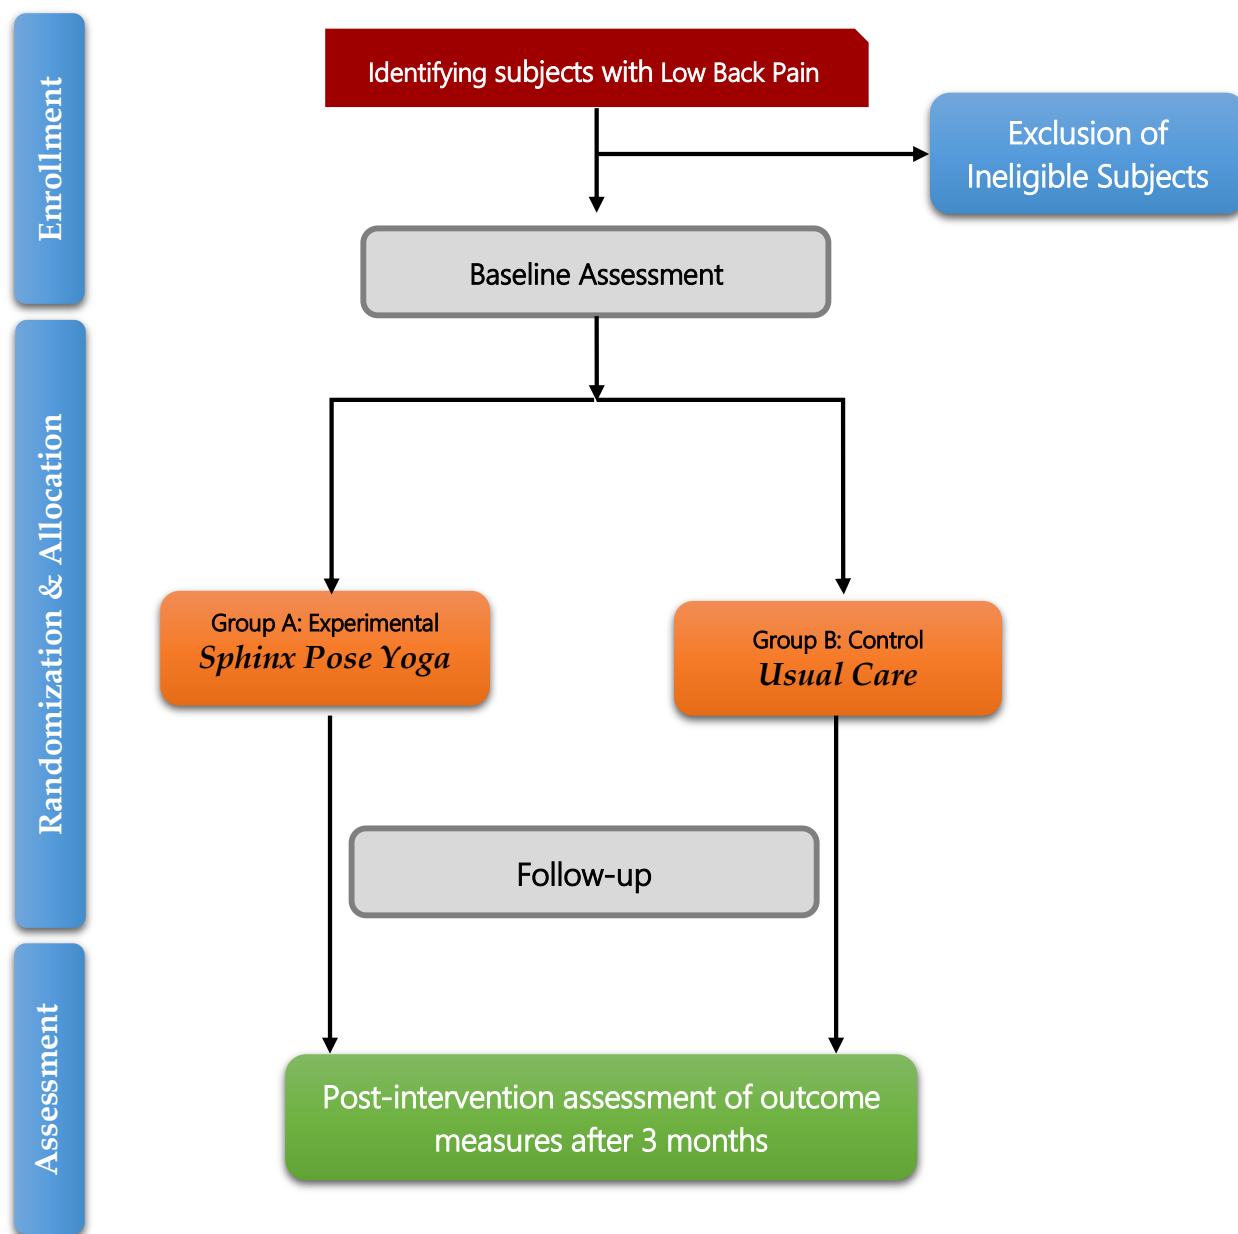 Enrollment
Identifying subjects with Low Back Pain
Exclusion of
Ineligible Subjects
Baseline Assessment
Randomization & Allocation
Group A: Experimental
Sphinx Pose Yoga
Group B: Control
Usual Care
Follow-up
Assessment
Post-intervention assessment of outcome
measures after 3 months